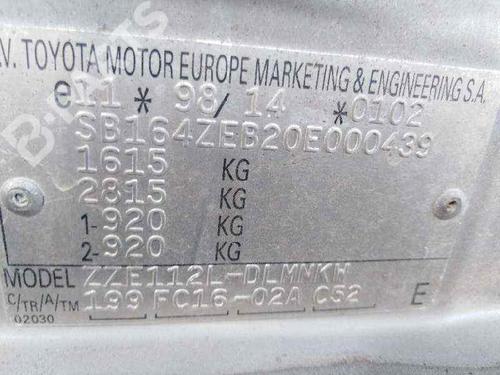 .V. TOYOTA MOTOR EUROPE MARKETING & ENGINEERING S.A.
e11 * 98/14 *0102
SB164ZEB20E000439
1615 KG
2815 KG
1-920 KG
2-920 KG
MODEL ZZE112L-DLMNKW
C/TR/A/TM 199 FC16-02A C52 E
02030